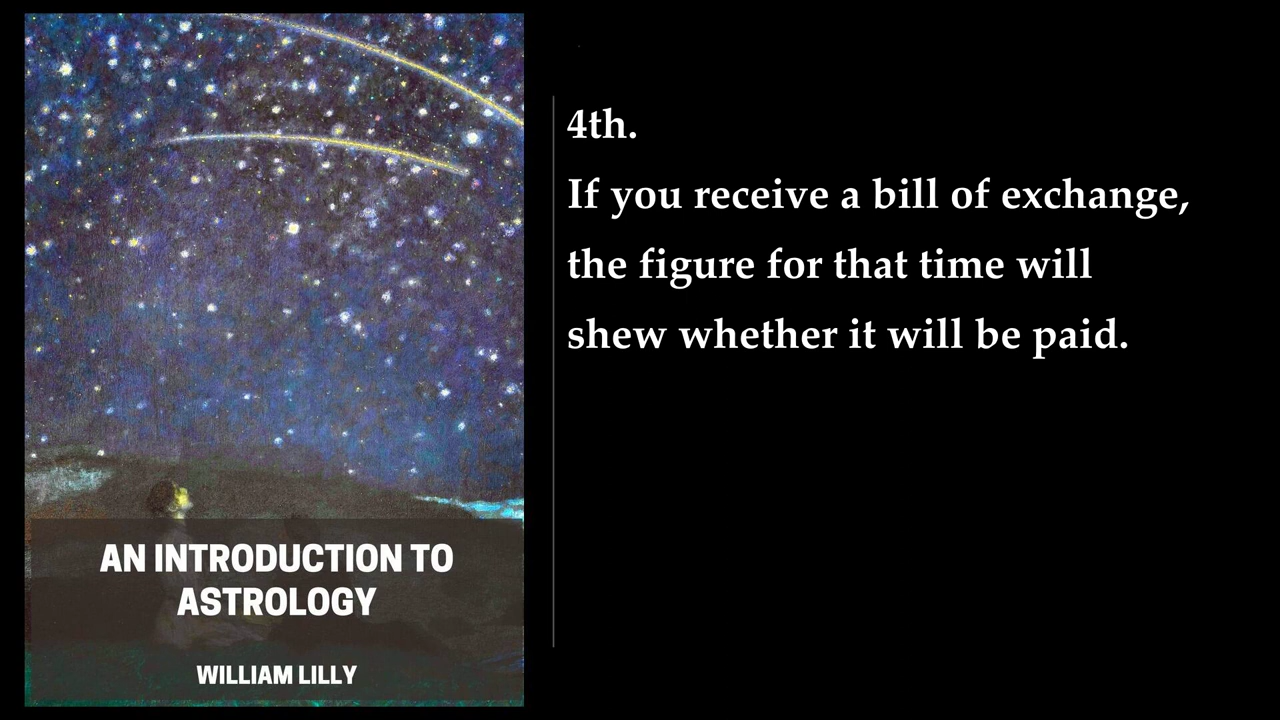 AN INTRODUCTION TO
ASTROLOGY
WILLIAM LILLY
4th.
If you receive a bill of exchange,
the figure for that time will
shew whether it will be paid.